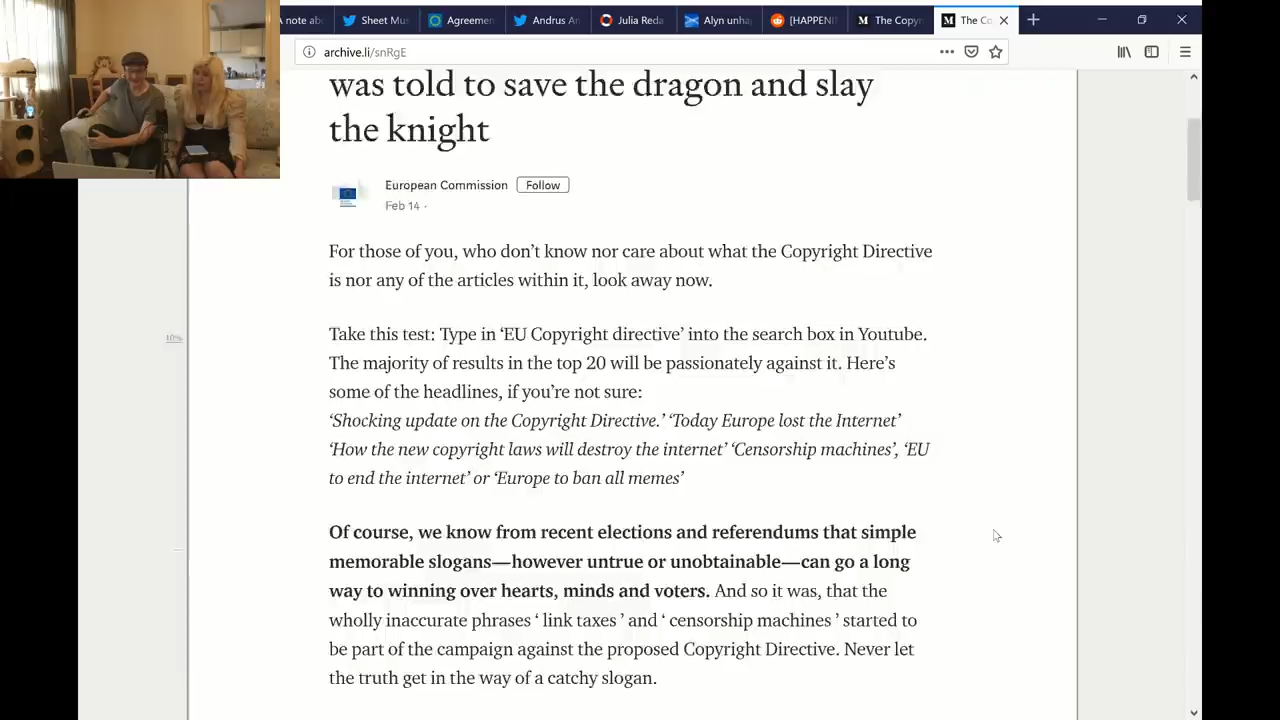 A note abo
Sheet Mus
Agreemen
Andrus An
Julia Reda
Alyn unha
[HAPPENI
The Copyr
The Co
archive.li/snRgE
was told to save the dragon and slay
the knight
European Commission Follow
Feb 14 ·
For those of you, who don’t know nor care about what the Copyright Directive
is nor any of the articles within it, look away now.
Take this test: Type in ‘EU Copyright directive’ into the search box in Youtube.
The majority of results in the top 20 will be passionately against it. Here’s
some of the headlines, if you’re not sure:
‘Shocking update on the Copyright Directive.’ ‘Today Europe lost the Internet’
‘How the new copyright laws will destroy the internet’ ‘Censorship machines’, ‘EU
to end the internet’ or ‘Europe to ban all memes’
10%
Of course, we know from recent elections and referendums that simple
memorable slogans—however untrue or unobtainable—can go a long
way to winning over hearts, minds and voters. And so it was, that the
wholly inaccurate phrases ‘ link taxes ’ and ‘ censorship machines ’ started to
be part of the campaign against the proposed Copyright Directive. Never let
the truth get in the way of a catchy slogan.